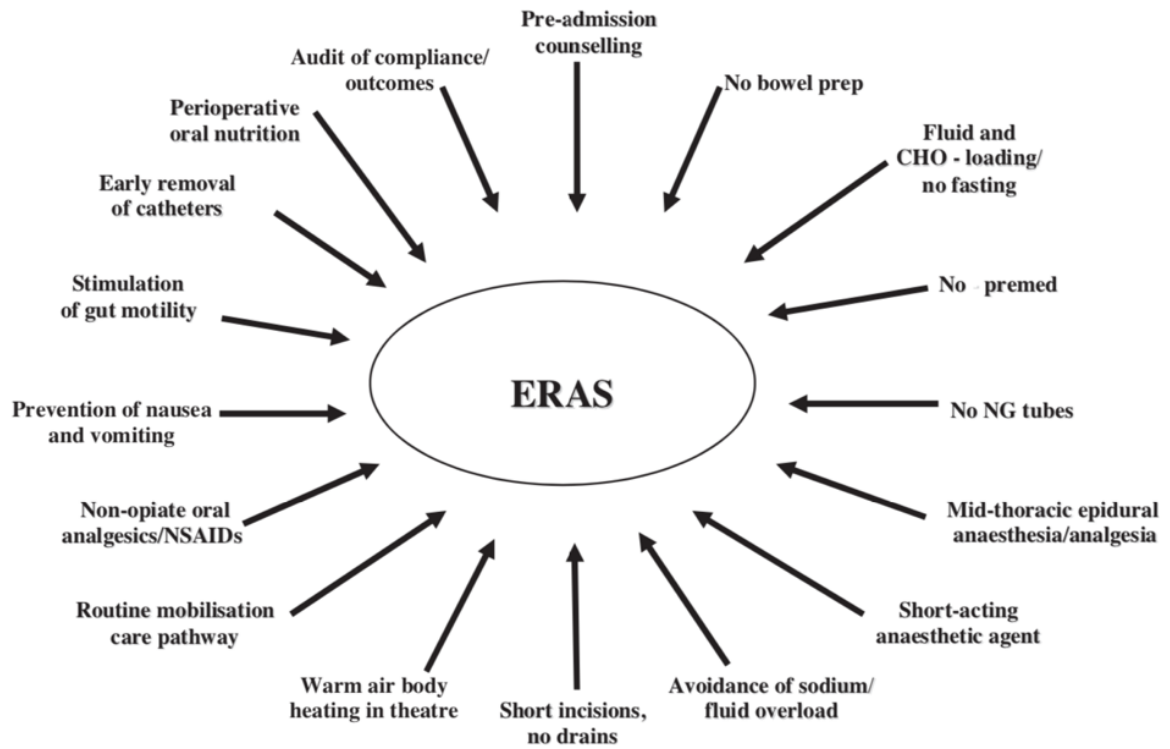 Pre-admission
counselling
No bowel prep
Fluid and
CHO - loading/
no fasting
No - premed
No NG tubes
Mid-thoracic epidural
anaesthesia/analgesia
Short-acting
anaesthetic agent
Avoidance of sodium/
fluid overload
Short incisions,
no drains
Warm air body
heating in theatre
Routine mobilisation
care pathway
Non-opiate oral
analgesics/NSAIDs
Prevention of nausea
and vomiting
Stimulation
of gut motility
Early removal
of catheters
Perioperative
oral nutrition
Audit of compliance/
outcomes
ERAS